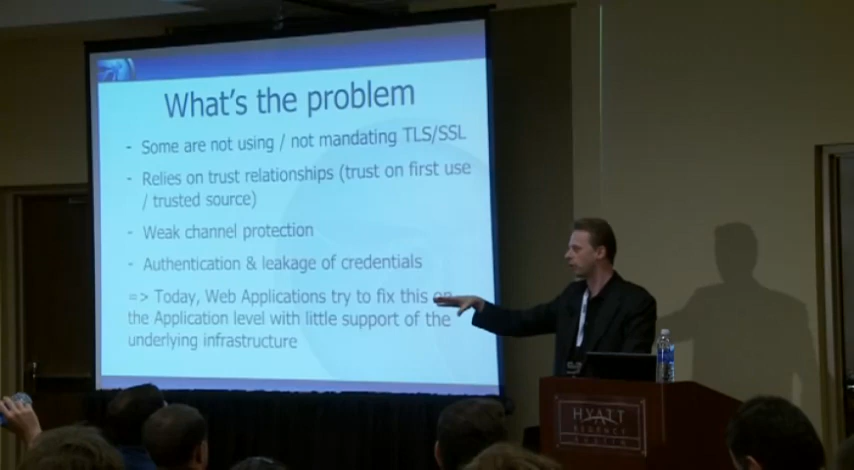 What's the problem
- Some are not using / not mandating TLS/SSL
- Relies on trust relationships (trust on first use
/ trusted source)
- Weak channel protection
- Authentication & leakage of credentials
=> Today, Web Applications try to fix this on
the Application level with little support of the
underlying infrastructure
HYATT
REGENCY
AUSTIN